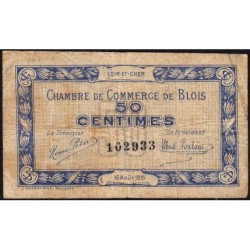 LOIR-ET-CHER
CHAMBRE DE COMMERCE DE BLOIS
50
CENTIMES
Le Trésorier Le Président
102933